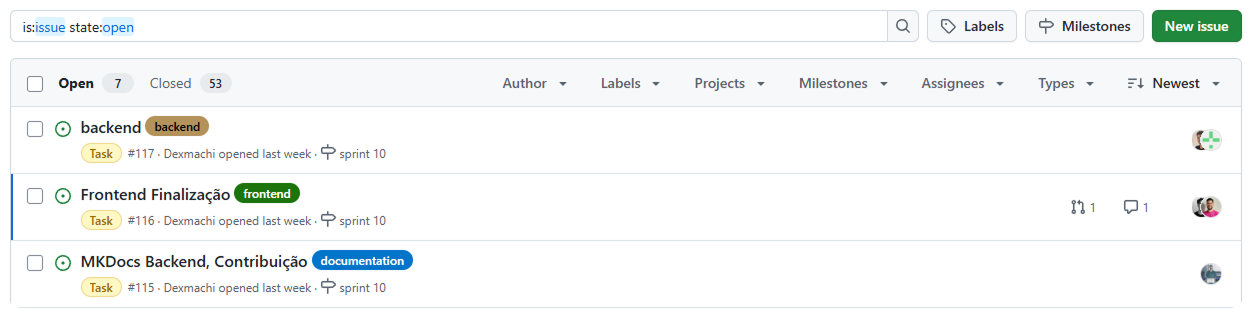 is:issue state:open Labels Milestones New issue
Open 7 Closed 53 Author Labels Projects Milestones Assignees Types Newest
backend backend
Task #117 · Dexmachi opened last week · sprint 10
Frontend Finalização frontend
Task #116 · Dexmachi opened last week · sprint 10 1 1
MKDocs Backend, Contribuição documentation
Task #115 · Dexmachi opened last week · sprint 10